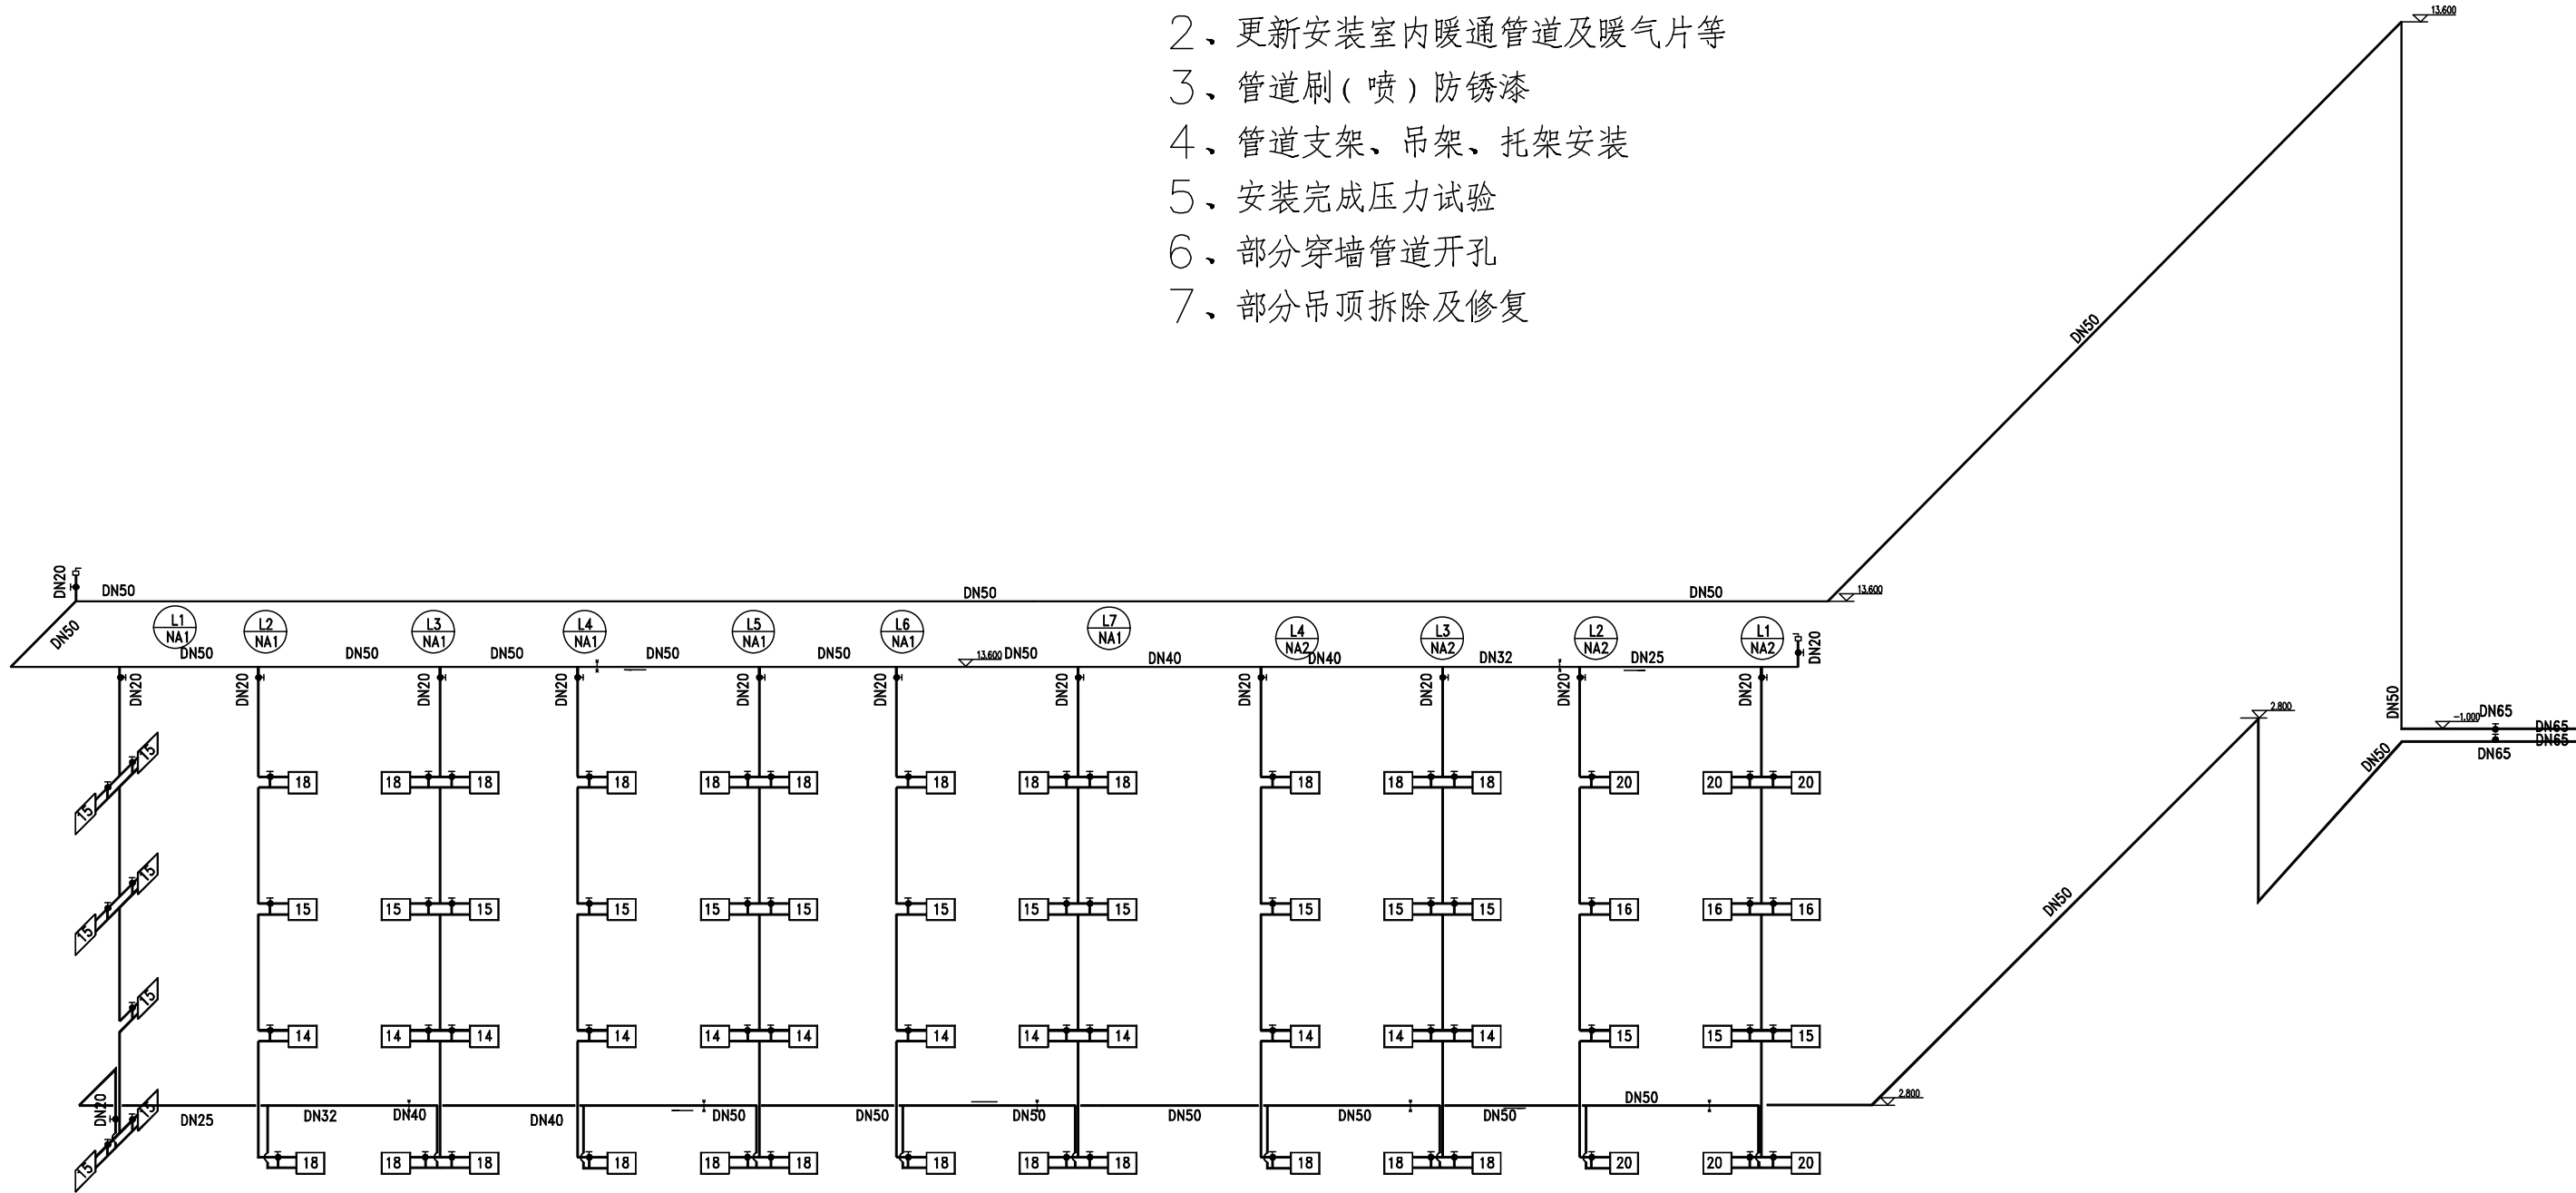 13.600
2、更新安装室内暖通管道及暖气片等
3、管道刷(喷)防锈漆
4、管道支架、吊架、托架安装
5、安装完成压力试验
6、部分穿墙管道开孔
7、部分吊顶拆除及修复
DN50
DN20 DN50 DN50 DN50 13.600
DN50
L1 L2 L3 L4 L5 L6 L7 L4 L3 L2 L1
NA1 NA1 NA1 NA1 NA1 NA1 NA1 NA2 NA2 NA2 NA2
DN20
DN50 DN50 DN50 DN50 DN50 13.600 DN50 DN40 DN40 DN32 DN25
DN20 DN20 DN20 DN20 DN20 DN20 DN20 DN20 DN20 DN20 DN20
DN50 2.800 -1.000 DN65
DN65
DN65
DN50 DN65
15 18 18 18 18 18 18 18 18 18 18 18 18 20 20 20
15
15 15 15 15 15 15 15 15 15 15 15 15 15 16 16 16
15
DN50
15
14 14 14 14 14 14 14 14 14 14 14 14 15 15 15
DN20 15 DN25 DN32 DN40 DN40 DN50 DN50 DN50 DN50 DN50 DN50 DN50 2.800
15 18 18 18 18 18 18 18 18 18 18 18 18 20 20 20